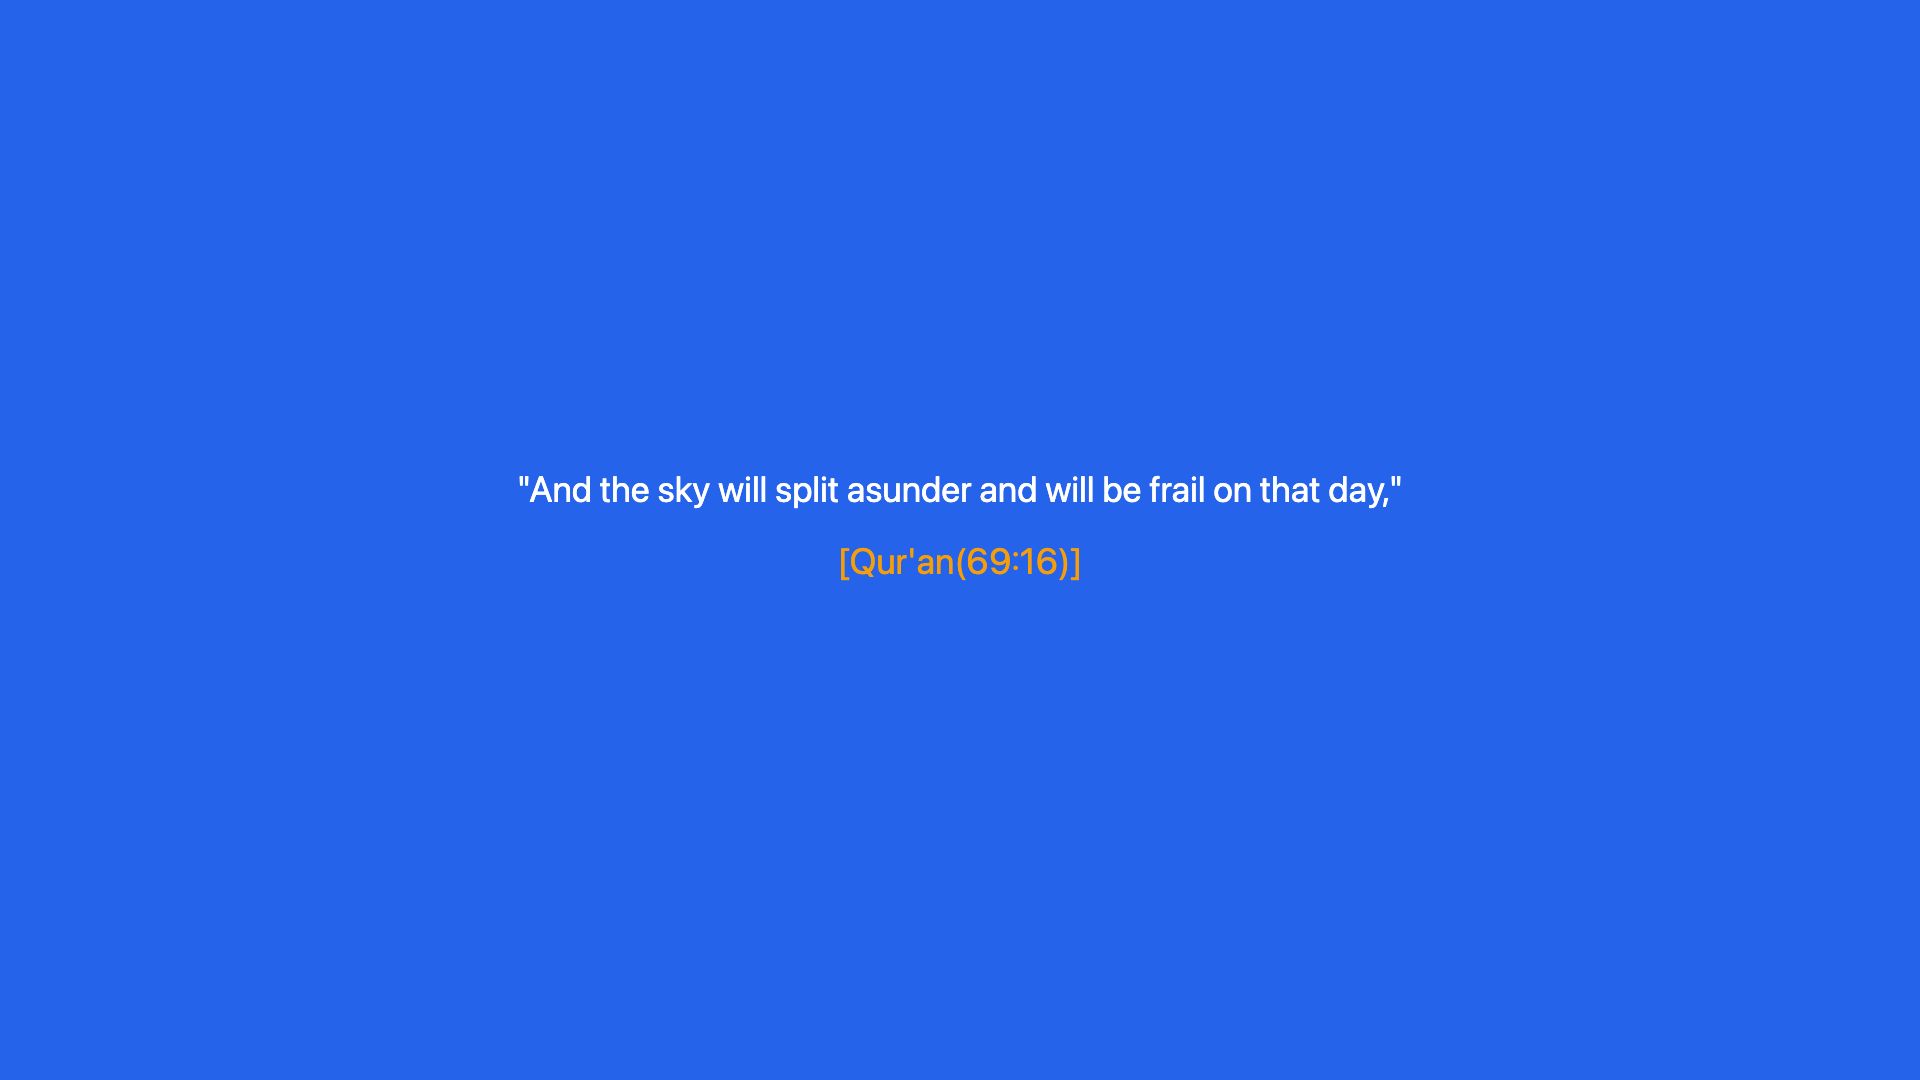 "And the sky will split asunder and will be frail on that day,"
[Qur'an(69:16)]